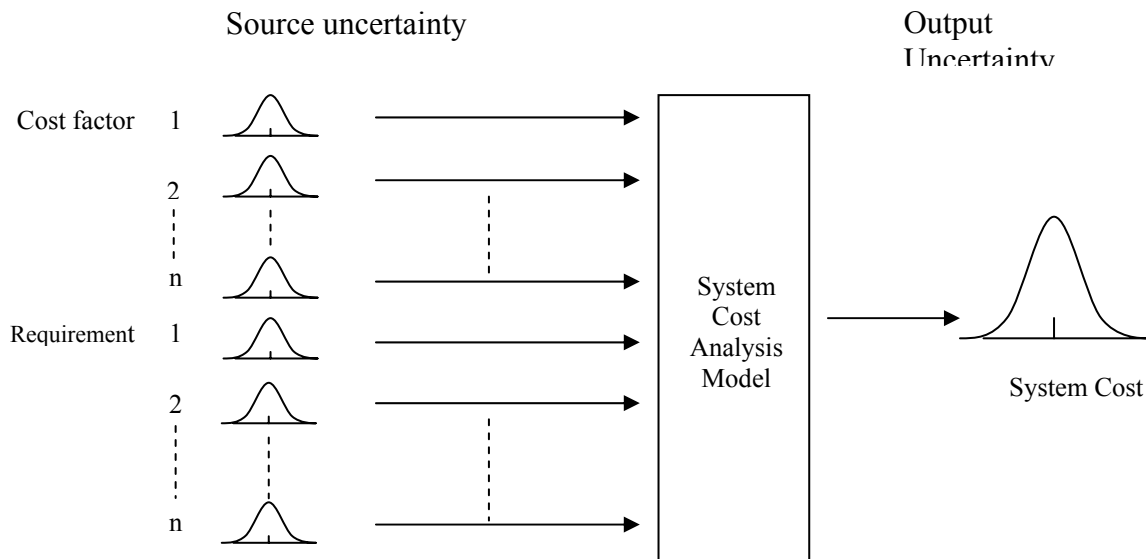 Source uncertainty
Output
Uncertainty
Cost factor 1
2
n
Requirement 1
2
n
System
Cost
Analysis
Model
System Cost